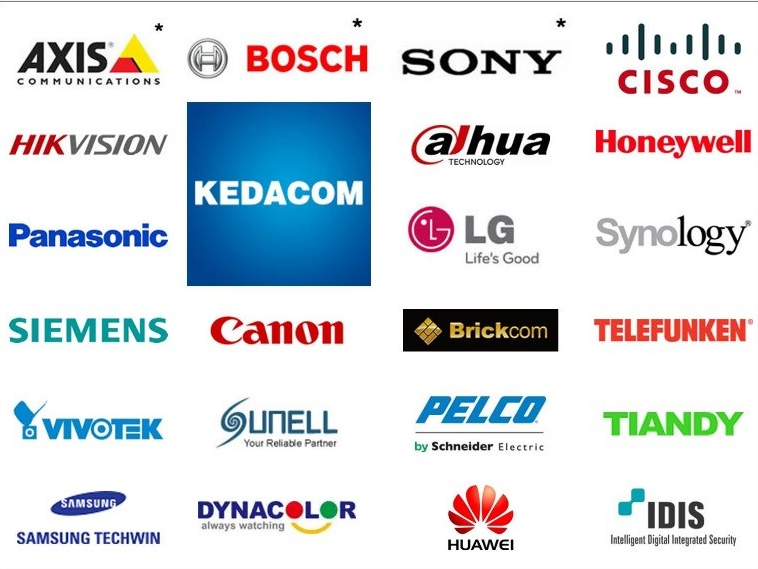 AXIS *
COMMUNICATIONS
BOSCH *
SONY *
CISCO ™
HIKVISION
KEDACOM
alhua
TECHNOLOGY
Honeywell
Panasonic
LG
Life's Good
Synology®
SIEMENS
Canon
Brickcom
TELEFUNKEN®
VIVOTEK
SUNELL
Your Reliable Partner
PELCO
by Schneider Electric
TIANDY
SAMSUNG
SAMSUNG TECHWIN
DYNACOLOR
always watching
HUAWEI
IDIS
Intelligent Digital Integrated Security